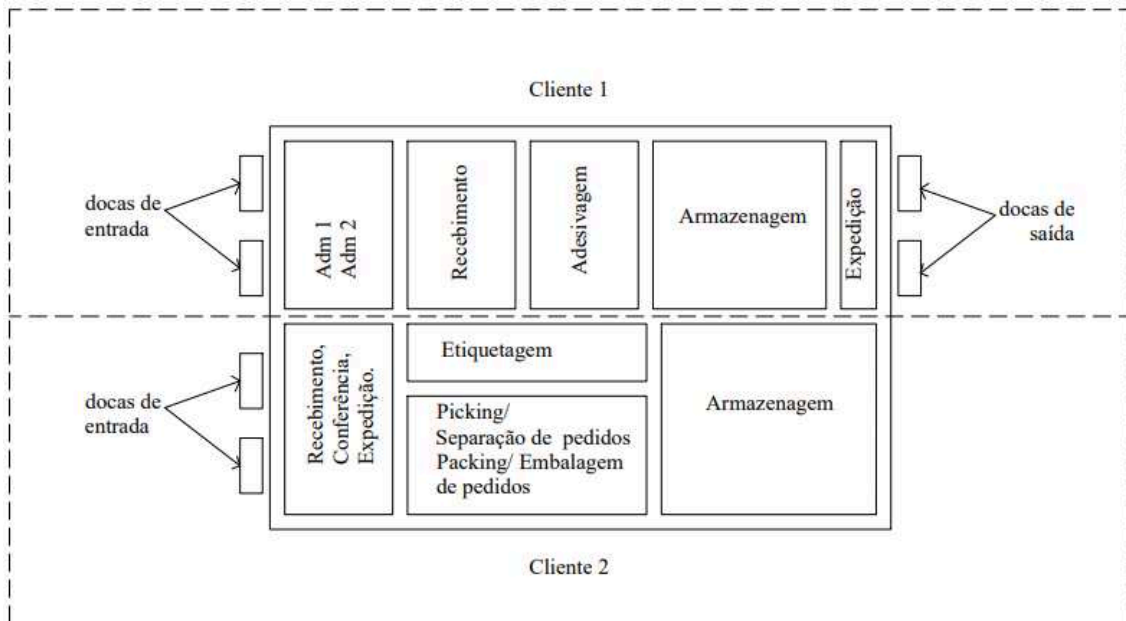 Cliente 1
docas de
entrada
Adm 1
Adm 2
Recebimento
Adesivagem
Armazenagem
Expedição
docas de
saída
docas de
entrada
Recebimento,
Conferência,
Expedição.
Etiquetagem
Picking/
Separação de pedidos
Packing/ Embalagem
de pedidos
Armazenagem
Cliente 2